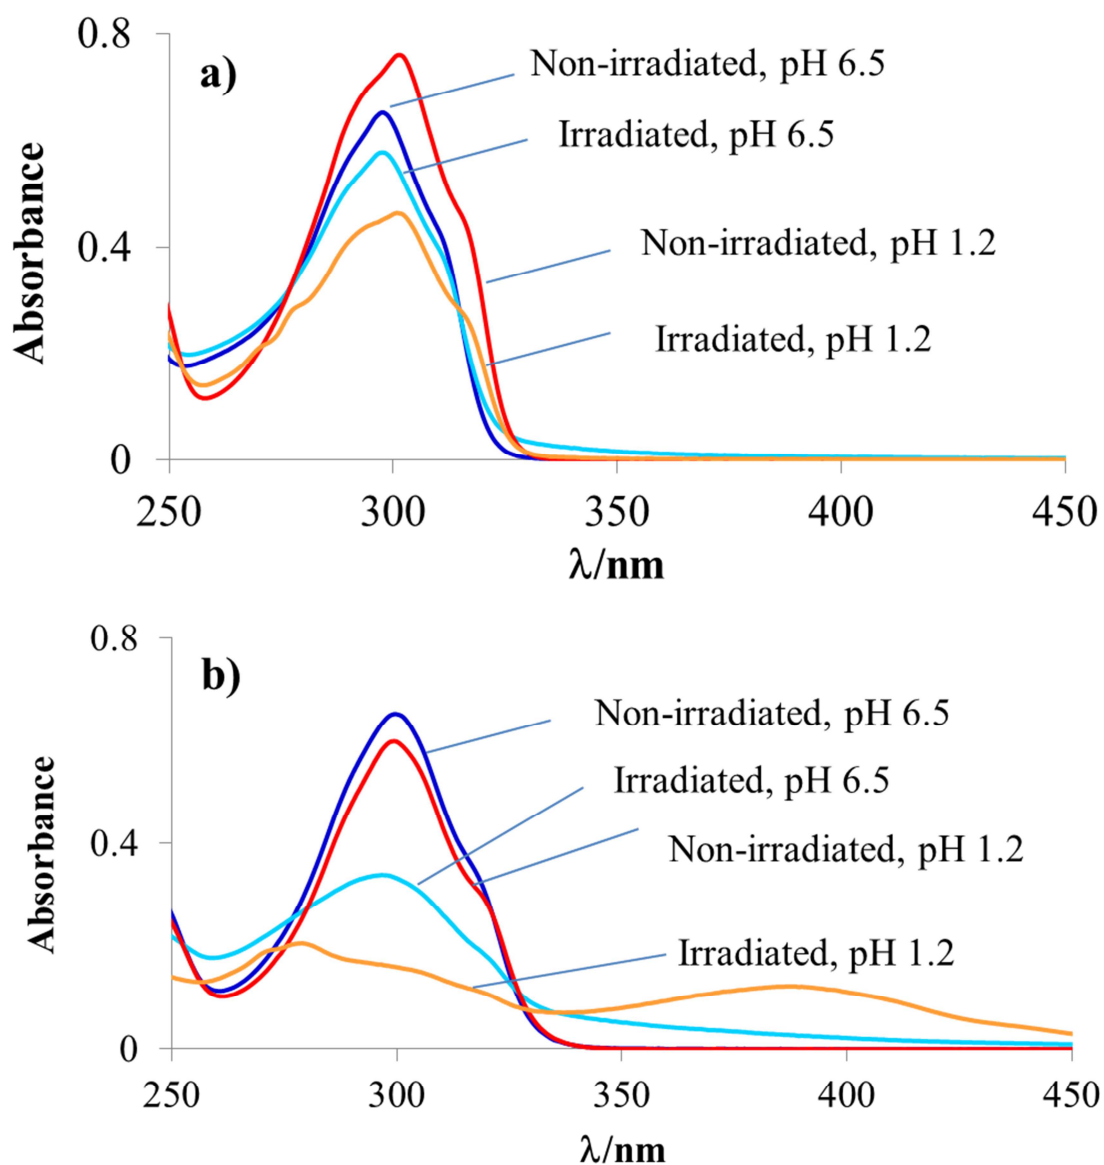 0.8
a)
Non-irradiated, pH 6.5
Irradiated, pH 6.5
Absorbance
0.4
Non-irradiated, pH 1.2
Irradiated, pH 1.2
0
250 300 350 400 450
λ/nm
0.8
b)
Non-irradiated, pH 6.5
Irradiated, pH 6.5
Absorbance
0.4
Non-irradiated, pH 1.2
Irradiated, pH 1.2
0
250 300 350 400 450
λ/nm